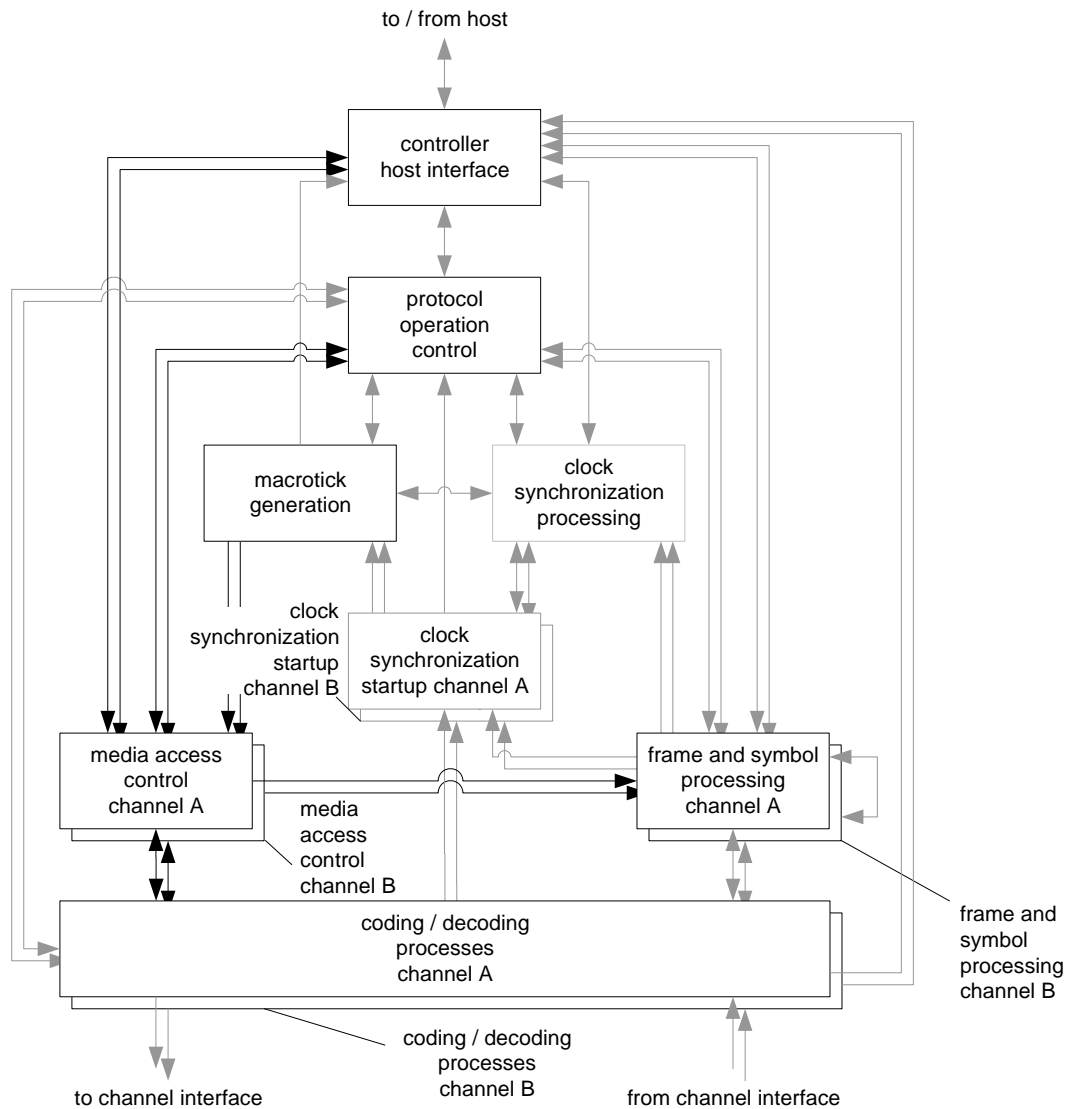 to / from host
controller
host interface
protocol
operation
control
macrotick
generation
clock
synchronization
processing
clock
synchronization
startup
channel B
clock
synchronization
startup channel A
media access
control
channel A
frame and symbol
processing
channel A
media
access
control
channel B
coding / decoding
processes
channel A
frame and
symbol
processing
channel B
coding / decoding
processes
channel B
to channel interface
from channel interface